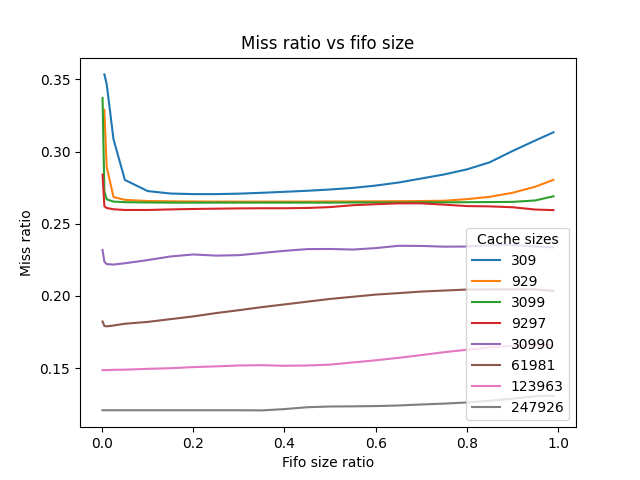 Miss ratio vs fifo size
Miss ratio
0.35
0.30
0.25
0.20
0.15
0.0 0.2 0.4 0.6 0.8 1.0
Fifo size ratio
Cache sizes
309
929
3099
9297
30990
61981
123963
247926